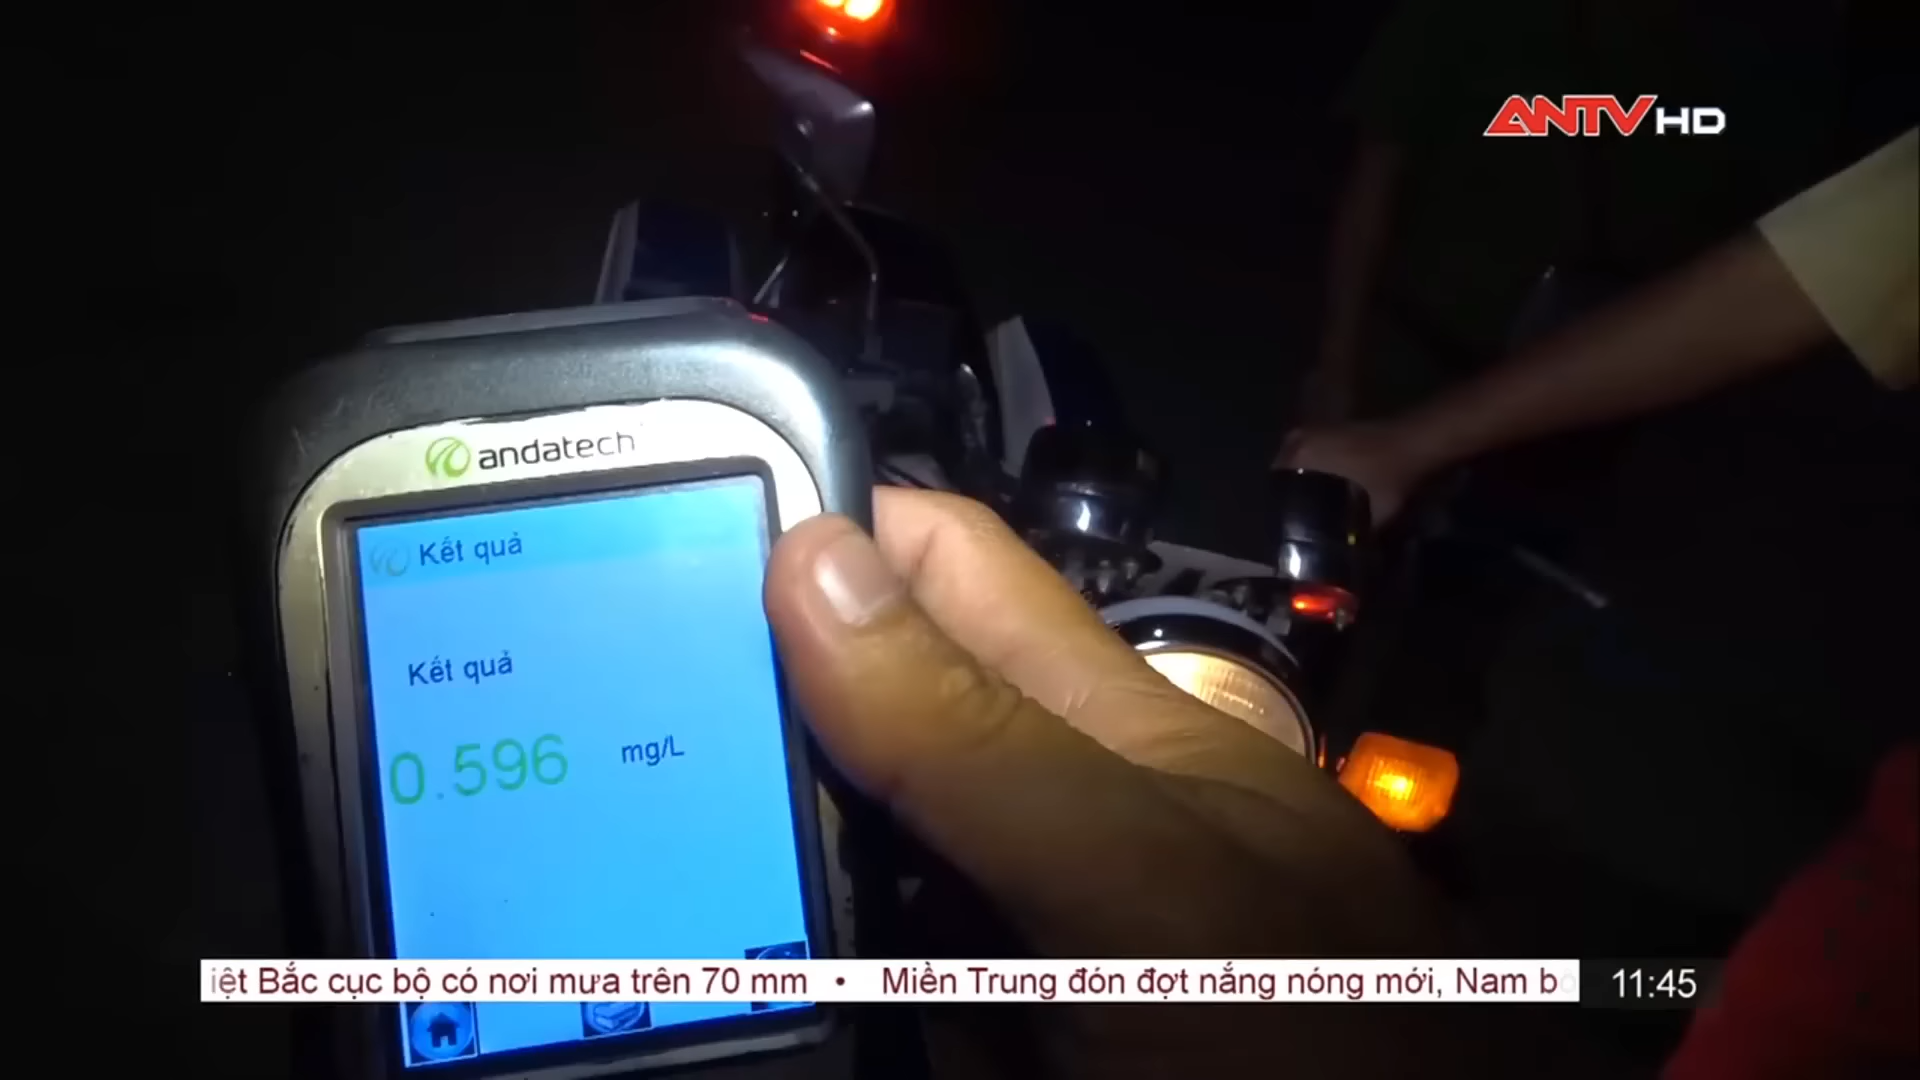 ANTV HD
andatech
Kết quả
Kết quả
0.596 mg/L
iệt Bắc cục bộ có nơi mưa trên 70 mm • Miền Trung đón đợt nắng nóng mới, Nam b
11:45